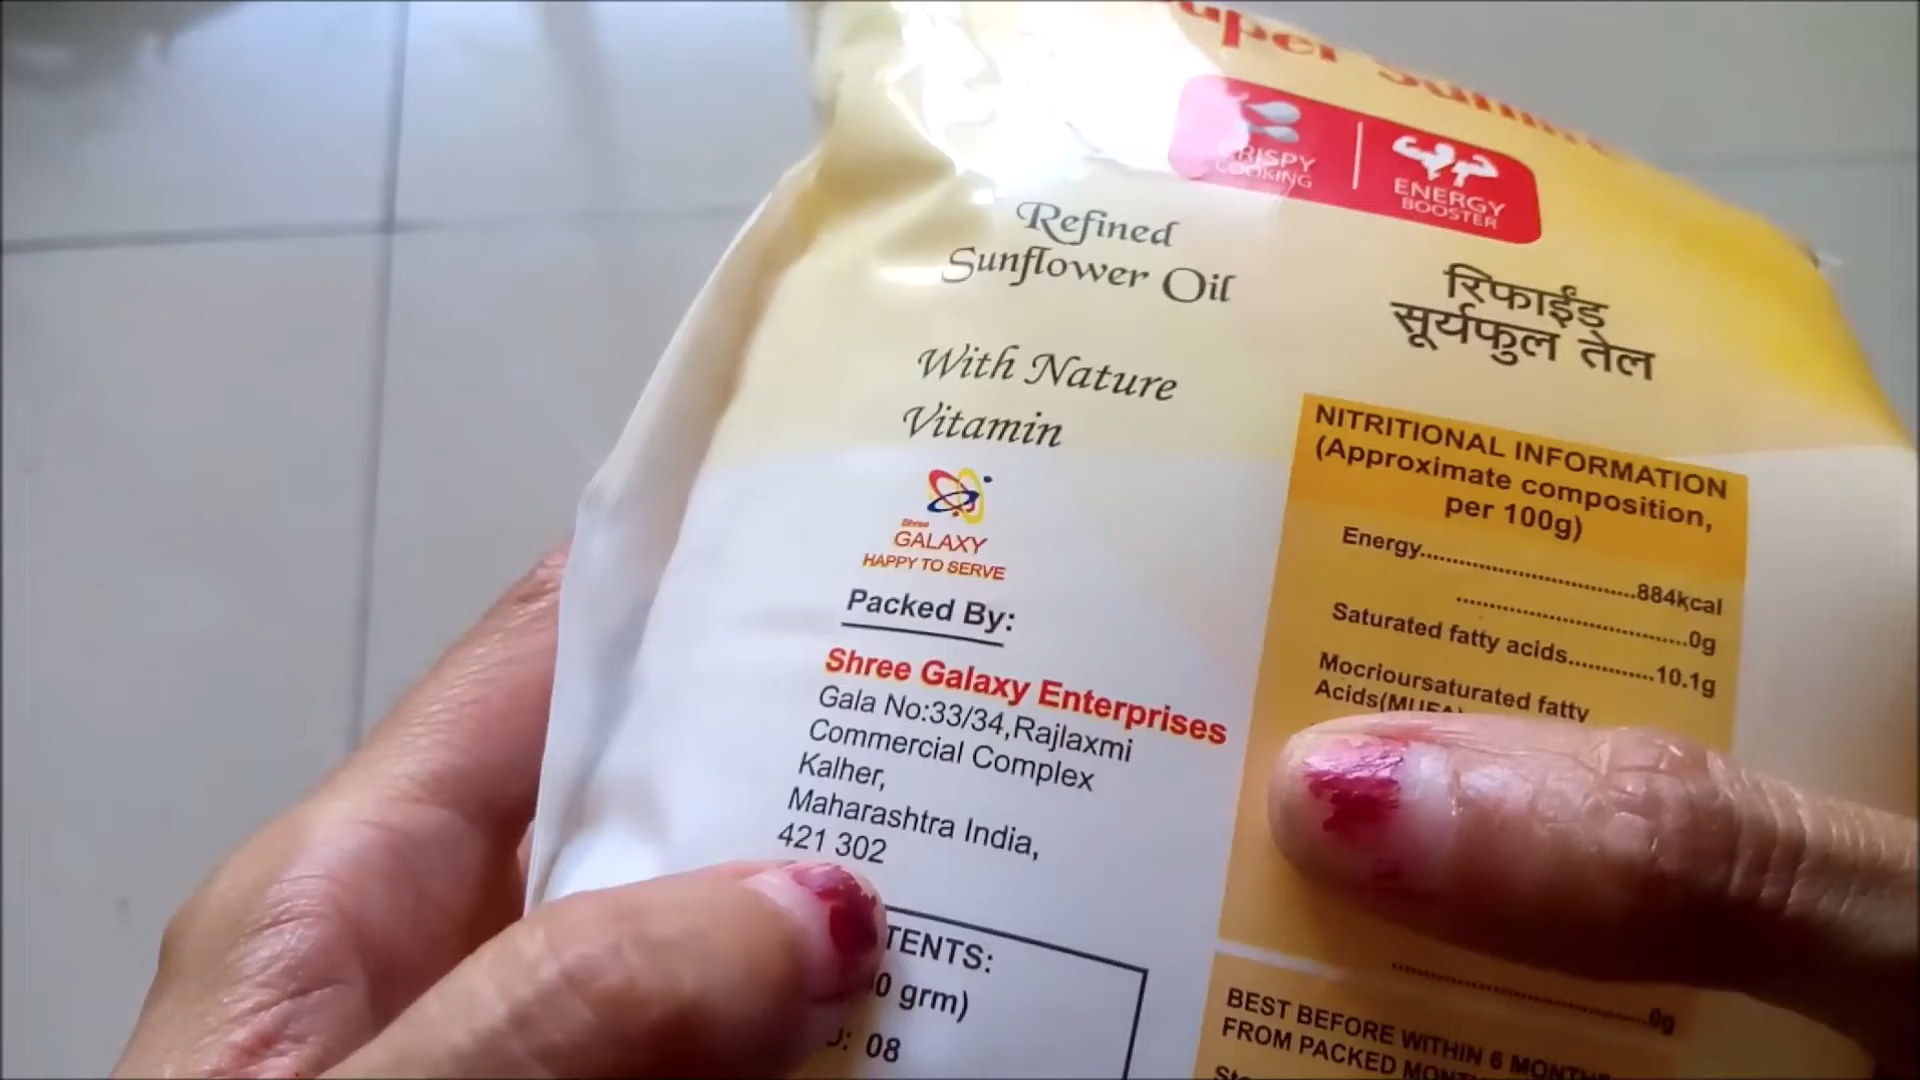 CRISPY
COOKING
ENERGY
BOOSTER
Refined
Sunflower Oil
With Nature
Vitamin
Shree
GALAXY
HAPPY TO SERVE
Packed By:
Shree Galaxy Enterprises
Gala No:33/34,Rajlaxmi
Commercial Complex
Kalher,
Maharashtra India,
421 302
TENTS:
0 grm)
: 08
रिफाईंड
सूर्यफुल तेल
NITRITIONAL INFORMATION
(Approximate composition,
per 100g)
Energy..............................884kcal
................................0g
Saturated fatty acids............10.1g
Mocrioursaturated fatty
Acids(MUFA)
...................................0g
BEST BEFORE WITHIN 6 MONTHS
FROM PACKED